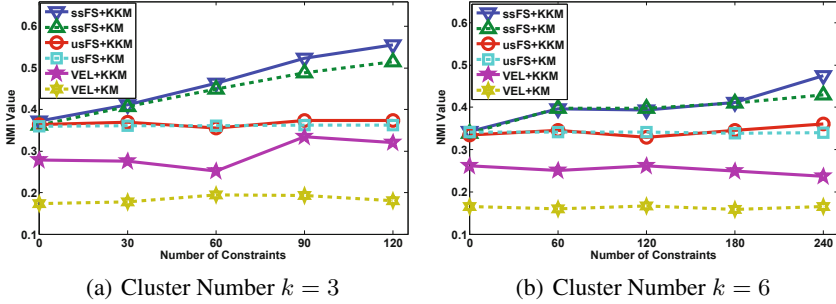 ssFS+KKM
ssFS+KM
usFS+KKM
usFS+KM
VEL+KKM
VEL+KM
NMI Value
0.6
0.5
0.4
0.3
0.2
0.1
0 30 60 90 120
Number of Constraints
(a) Cluster Number k = 3
ssFS+KKM
ssFS+KM
usFS+KKM
usFS+KM
VEL+KKM
VEL+KM
NMI Value
0.6
0.5
0.4
0.3
0.2
0.1
0 60 120 180 240
Number of Constraints
(b) Cluster Number k = 6